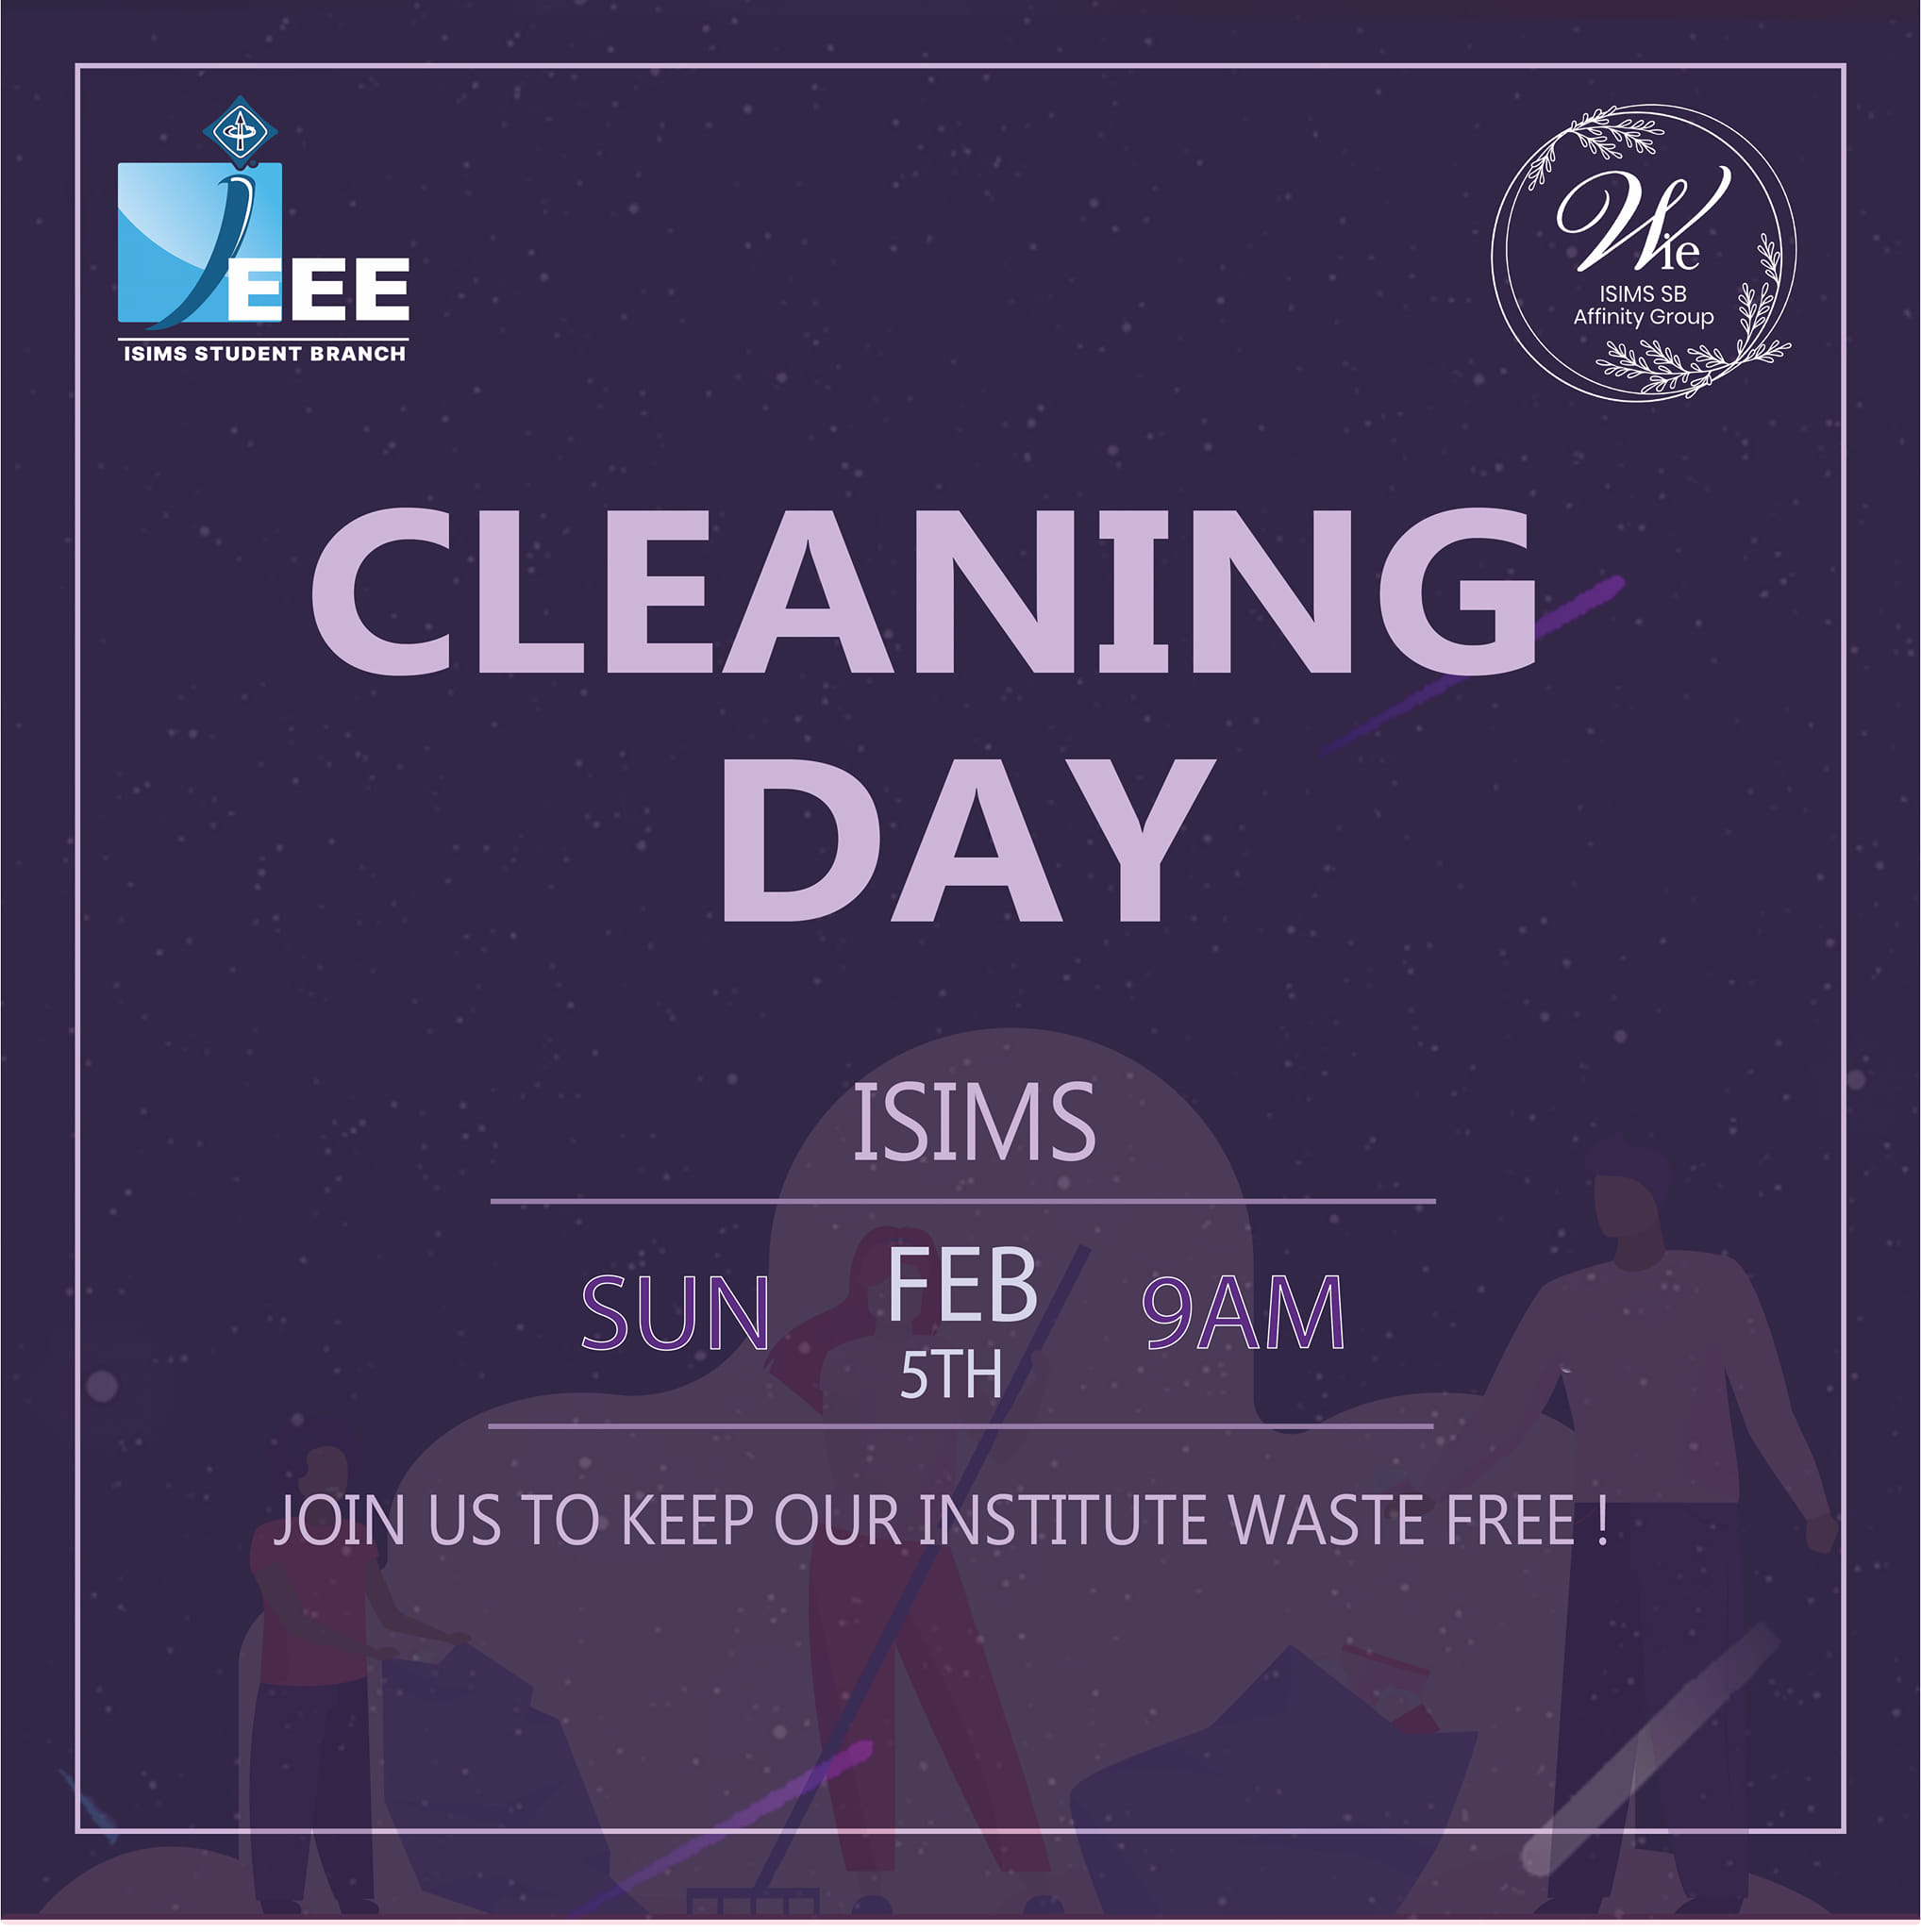 IEEE
ISIMS STUDENT BRANCH
Wie
ISIMS SB
Affinity Group
CLEANING
DAY
ISIMS
SUN FEB 9AM
5TH
JOIN US TO KEEP OUR INSTITUTE WASTE FREE !